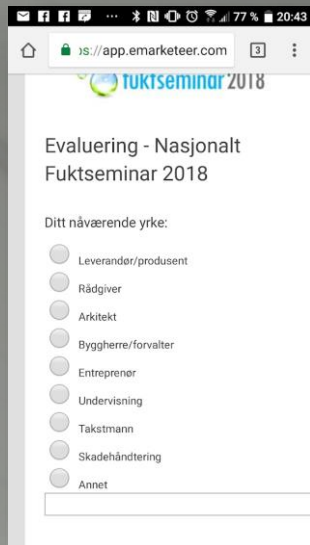 77 % 20:43
ps://app.emarketeer.com 3
fuktseminar 2018
Evaluering - Nasjonalt
Fuktseminar 2018
Ditt nåværende yrke:
Leverandør/produsent
Rådgiver
Arkitekt
Byggherre/forvalter
Entreprenør
Undervisning
Takstmann
Skadehåndtering
Annet